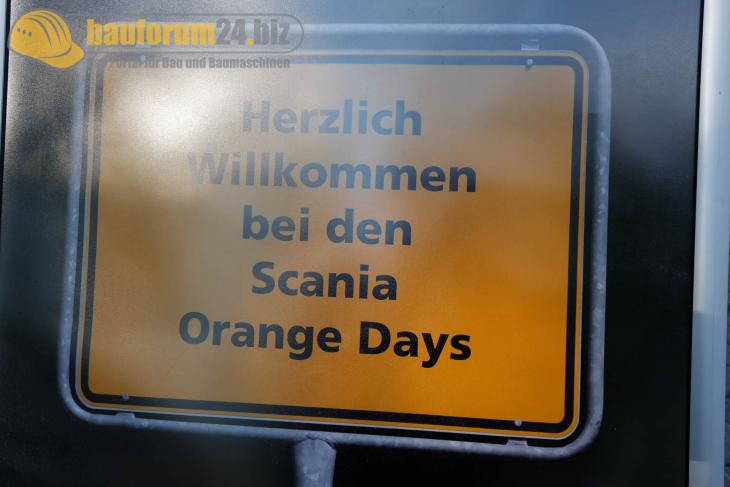 bauforum24.biz
Portal für Bau und Baumaschinen
Herzlich
Willkommen
bei den
Scania
Orange Days